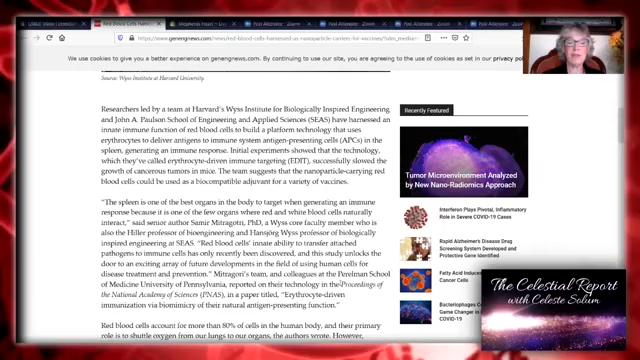 Red Blood Cells Harnessed
https://www.genengnews.com/news/red-blood-cells-harnessed-as-nanoparticle-carriers-for-vaccines/
We use cookies to give you a better experience on genengnews.com. By continuing to use our site, you are agreeing to the use of cookies as set in our privacy
Source: Wyss Institute at Harvard University
Researchers led by a team at Harvard's Wyss Institute for Biologically Inspired Engineering
and John A. Paulson School of Engineering and Applied Sciences (SEAS) have harnessed an
innate immune function of red blood cells to build a platform technology that uses
erythrocytes to deliver antigens to immune system antigen-presenting cells (APCs) in the
spleen, generating an immune response. Initial experiments showed that the technology,
which they've called erythrocyte-driven immune targeting (EDIT), successfully slowed the
growth of cancerous tumors in mice. The team suggests that the nanoparticle-carrying red
blood cells could be used as a biocompatible adjuvant for a variety of vaccines.
"The spleen is one of the best organs in the body to target when generating an immune
response because it is one of the few organs where red and white blood cells naturally
interact," said senior author Samir Mitragotri, PhD, a Wyss core faculty member who is
also the Hiller professor of bioengineering and Hansjörg Wyss professor of biologically
inspired engineering at SEAS. "Red blood cells' innate ability to transfer attached
pathogens to immune cells has only recently been discovered, and this study unlocks the
door to an exciting array of future developments in the field of using human cells for
disease treatment and prevention." Mitragotri's team, and colleagues at the Perelman School
of Medicine University of Pennsylvania, reported on their technology in the Proceedings
of the National Academy of Sciences (PNAS), in a paper titled, "Erythrocyte-driven
immunization via biomimicry of their natural antigen-presenting function."
Red blood cells account for more than 80% of cells in the human body, and their primary
role is to shuttle oxygen from our lungs to our organs, the authors wrote. However,
Recently Featured
Tumor Microenvironment Analyzed
by New Nano-Radiomics Approach
Interferon Plays Pivotal, Inflammatory
Role in Severe COVID-19 Cases
Rapid Alzheimer's Disease Drug
Screening System Developed and
Protective Gene Identified
Fatty Acid
Cancer Cells
Bacteriophages
Game Changer in
COVID-19
The Celestial Report
with Celeste Solum